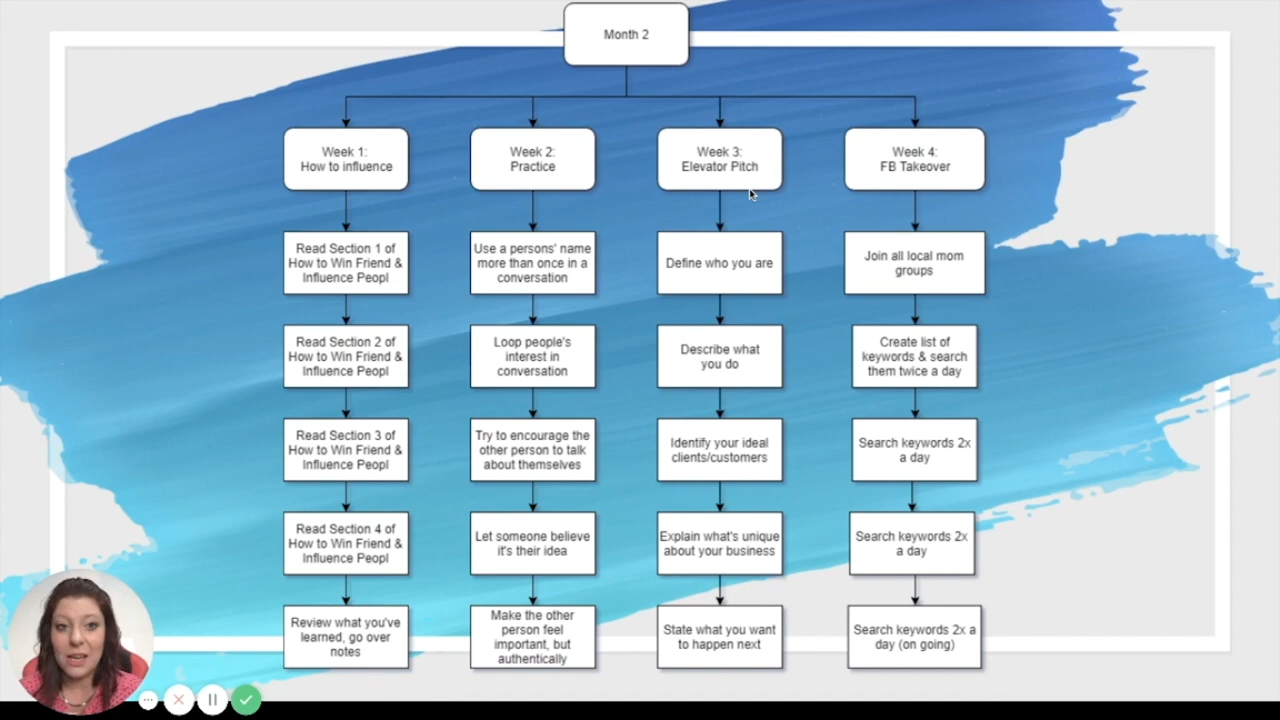 Month 2
Week 1:
How to influence
Week 2:
Practice
Week 3:
Elevator Pitch
Week 4:
FB Takeover
Read Section 1 of
How to Win Friend &
Influence Peopl
Use a persons' name
more than once in a
conversation
Define who you are
Join all local mom
groups
Read Section 2 of
How to Win Friend &
Influence Peopl
Loop people's
interest in
conversation
Describe what
you do
Create list of
keywords & search
them twice a day
Read Section 3 of
How to Win Friend &
Influence Peopl
Try to encourage the
other person to talk
about themselves
Identify your ideal
clients/customers
Search keywords 2x
a day
Read Section 4 of
How to Win Friend &
Influence Peopl
Let someone believe
it's their idea
Explain what's unique
about your business
Search keywords 2x
a day
Review what you've
learned, go over
notes
Make the other
person feel
important, but
authentically
State what you want
to happen next
Search keywords 2x a
day (on going)